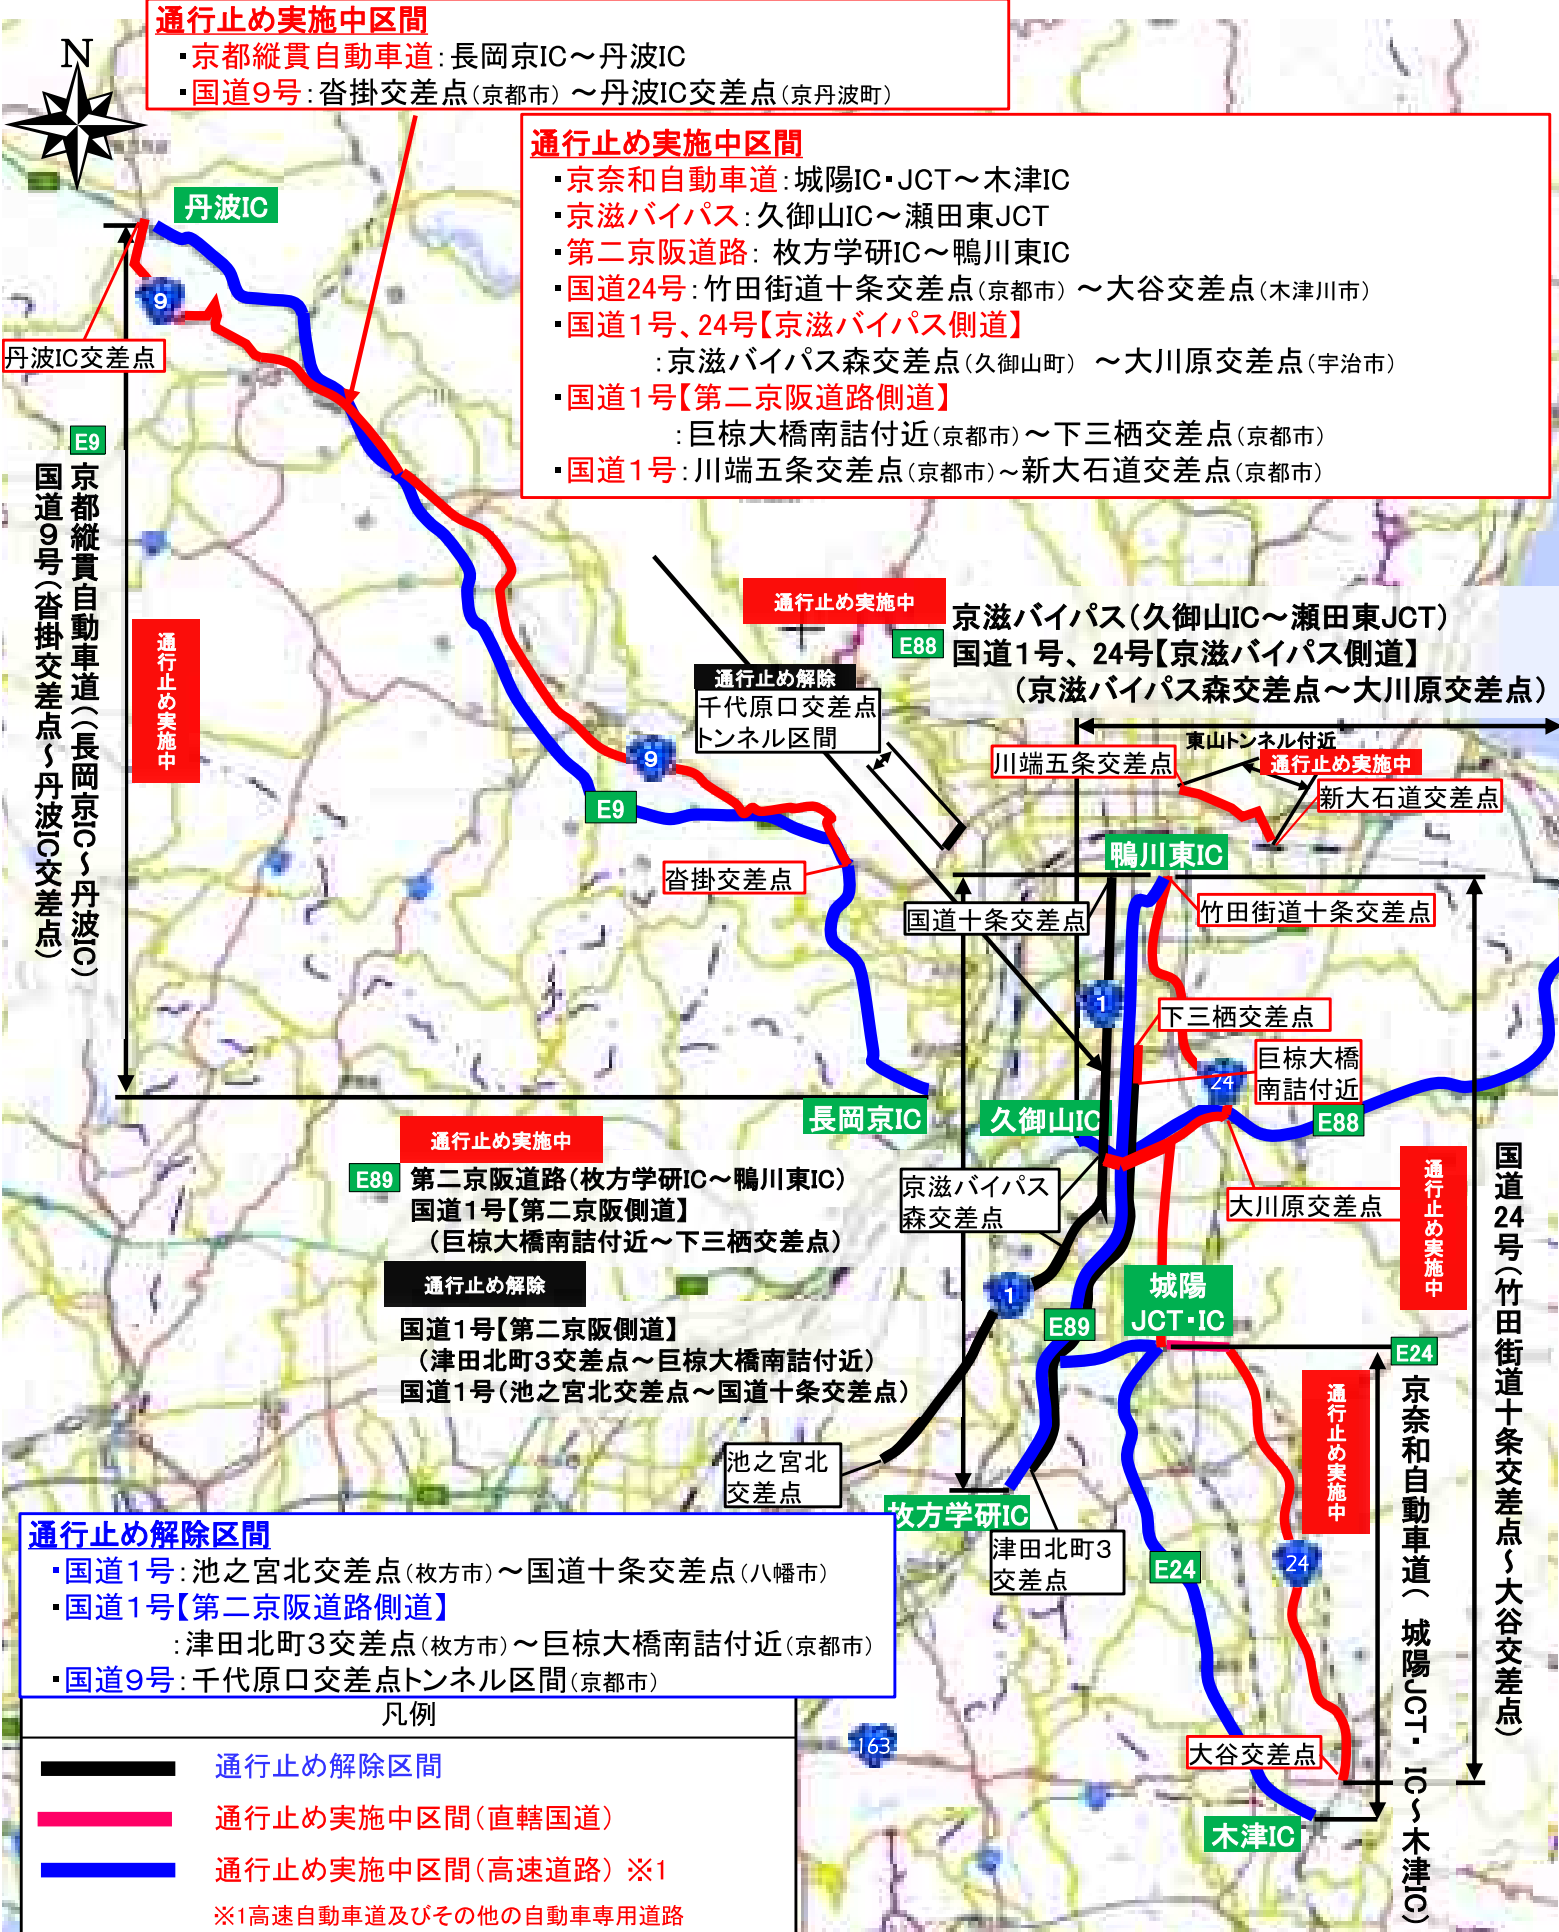 通行止め実施中区間
・京都縦貫自動車道：長岡京IC～丹波IC
・国道9号：沓掛交差点（京都市）～丹波IC交差点（京丹波町）
N
通行止め実施中区間
・京奈和自動車道：城陽IC・JCT～木津IC
・京滋バイパス：久御山IC～瀬田東JCT
・第二京阪道路：枚方学研IC～鴨川東IC
・国道24号：竹田街道十条交差点（京都市）～大谷交差点（木津川市）
・国道1号、24号【京滋バイパス側道】
：京滋バイパス森交差点（久御山町）～大川原交差点（宇治市）
・国道1号【第二京阪道路側道】
：巨椋大橋南詰付近（京都市）～下三栖交差点（京都市）
・国道1号：川端五条交差点（京都市）～新大石道交差点（京都市）
丹波IC
9
丹波IC交差点
E9
京都縦貫自動車道（（長岡京IC～丹波IC）
国道9号（沓掛交差点～丹波IC交差点）
通行止め実施中
通行止め実施中
E88
京滋バイパス（久御山IC～瀬田東JCT）
国道1号、24号【京滋バイパス側道】
（京滋バイパス森交差点～大川原交差点）
通行止め解除
千代原口交差点
トンネル区間
東山トンネル付近
川端五条交差点
通行止め実施中
新大石道交差点
9
E9
沓掛交差点
鴨川東IC
国道十条交差点
竹田街道十条交差点
1
下三栖交差点
巨椋大橋
南詰付近
24
E88
長岡京IC
久御山IC
通行止め実施中
E89
第二京阪道路（枚方学研IC～鴨川東IC）
国道1号【第二京阪側道】
（巨椋大橋南詰付近～下三栖交差点）
京滋バイパス
森交差点
大川原交差点
通行止め実施中
国道24号（竹田街道十条交差点～大谷交差点）
通行止め解除
国道1号【第二京阪側道】
（津田北町3交差点～巨椋大橋南詰付近）
国道1号（池之宮北交差点～国道十条交差点）
1
城陽
JCT・IC
E89
E24
京奈和自動車道（ 城陽JCT・ IC～木津IC）
通行止め実施中
池之宮北
交差点
枚方学研IC
津田北町3
交差点
E24
24
通行止め解除区間
・国道1号：池之宮北交差点（枚方市）～国道十条交差点（八幡市）
・国道1号【第二京阪道路側道】
：津田北町3交差点（枚方市）～巨椋大橋南詰付近（京都市）
・国道9号：千代原口交差点トンネル区間（京都市）
163
大谷交差点
木津IC
凡例
通行止め解除区間
通行止め実施中区間（直轄国道）
通行止め実施中区間（高速道路）※1
※1高速自動車道及びその他の自動車専用道路